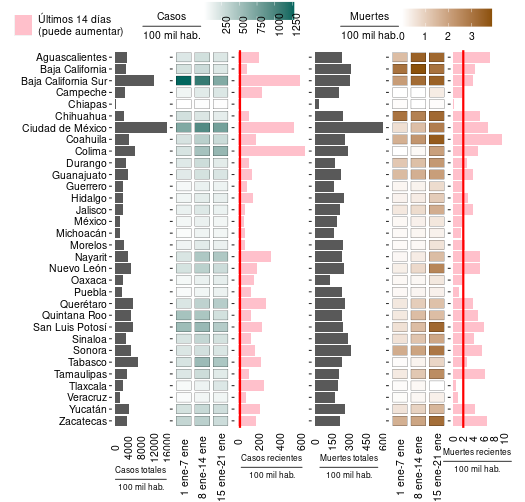 Últimos 14 días
(puede aumentar)
Casos
100 mil hab.
250
500
750
1000
1250
Muertes
100 mil hab.
0
1
2
3
Aguascalientes
Baja California
Baja California Sur
Campeche
Chiapas
Chihuahua
Ciudad de México
Coahuila
Colima
Durango
Guanajuato
Guerrero
Hidalgo
Jalisco
México
Michoacán
Morelos
Nayarit
Nuevo León
Oaxaca
Puebla
Querétaro
Quintana Roo
San Luis Potosí
Sinaloa
Sonora
Tabasco
Tamaulipas
Tlaxcala
Veracruz
Yucatán
Zacatecas
0
4000
8000
12000
16000
Casos totales
100 mil hab.
1 ene-7 ene
8 ene-14 ene
15 ene-21 ene
0
200
400
600
Casos recientes
100 mil hab.
0
150
300
450
600
Muertes totales
100 mil hab.
1 ene-7 ene
8 ene-14 ene
15 ene-21 ene
0
2
4
6
8
10
Muertes recientes
100 mil hab.